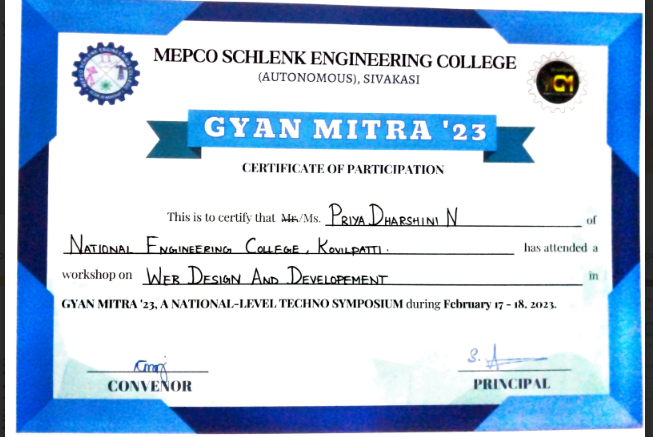 MEPCO SCHLENK ENGINEERING COLLEGE
(AUTONOMOUS), SIVAKASI
GM
GYAN MITRA '23
CERTIFICATE OF PARTICIPATION
This is to certify that Mr./Ms. PRIYA DHARSHINI N of
NATIONAL ENGINEERING COLLEGE, KOVILPATTI. has attended a
workshop on WEB DESIGN AND DEVELOPEMENT in
GYAN MITRA '23, A NATIONAL-LEVEL TECHNO SYMPOSIUM during February 17 - 18, 2023.
CONVENOR
PRINCIPAL